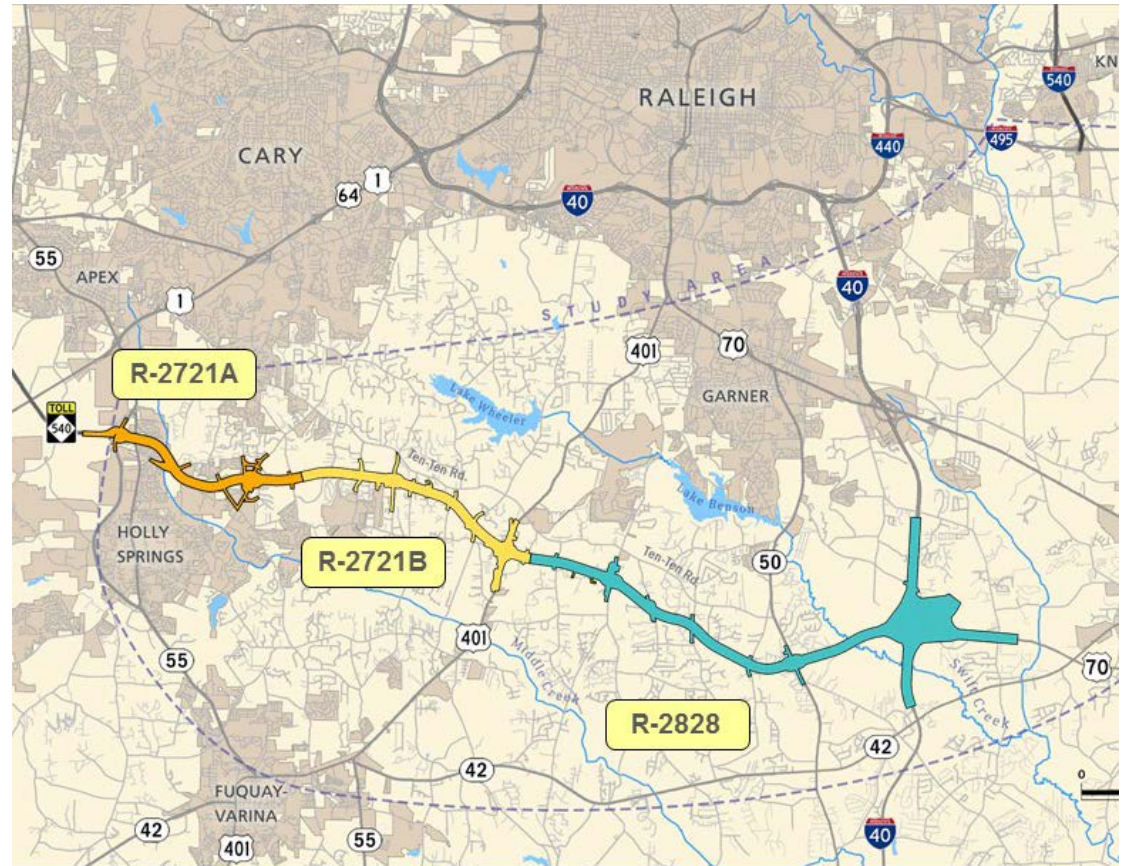 RALEIGH
KN
540
440
495
CARY
1
64
40
55
APEX
1
STUDY AREA
40
401
70
R-2721A
GARNER
Lake Wheeler
TOLL
540
Ten-Ten Rd.
Lake Benson
HOLLY
SPRINGS
R-2721B
Ten-Ten Rd.
50
401
Middle Creek
55
70
Swift Creek
R-2828
42
42
0
FUQUAY-
VARINA
42
55
401
40